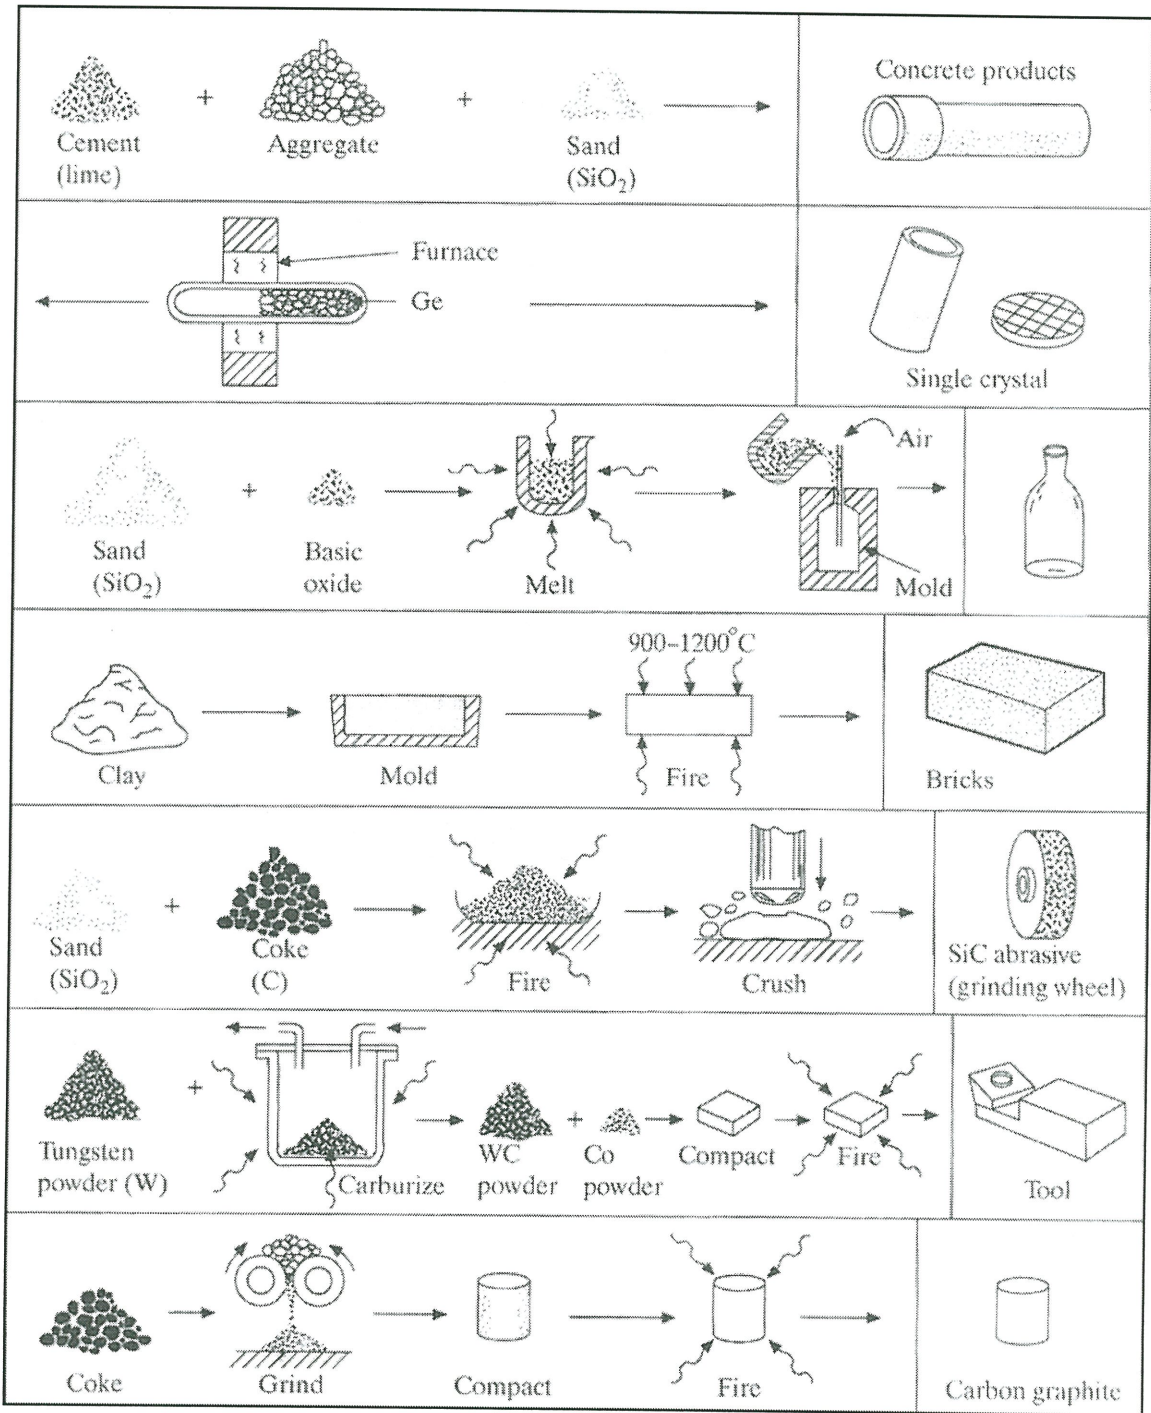 Cement
(lime)
+
Aggregate
+
Sand
(SiO₂)
Concrete products
Furnace
Ge
Single crystal
Sand
(SiO₂)
+
Basic
oxide
Melt
Air
Mold
Clay
Mold
900–1200°C
Fire
Bricks
Sand
(SiO₂)
+
Coke
(C)
Fire
Crush
SiC abrasive
(grinding wheel)
Tungsten
powder (W)
+
Carburize
WC
powder
+
Co
powder
Compact
Fire
Tool
Coke
Grind
Compact
Fire
Carbon graphite